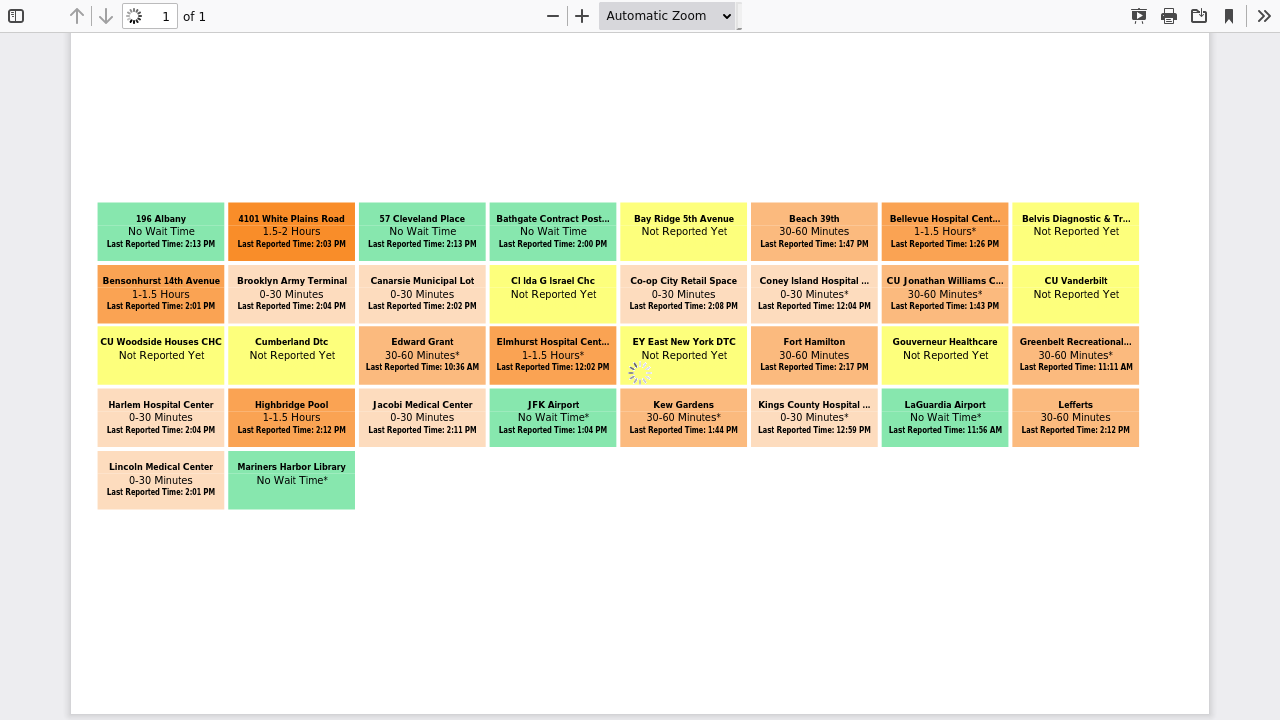 1 of 1 Automatic Zoom
196 Albany
No Wait Time
Last Reported Time: 2:13 PM
4101 White Plains Road
1.5-2 Hours
Last Reported Time: 2:03 PM
57 Cleveland Place
No Wait Time
Last Reported Time: 2:13 PM
Bathgate Contract Post...
No Wait Time
Last Reported Time: 2:00 PM
Bay Ridge 5th Avenue
Not Reported Yet
Beach 39th
30-60 Minutes
Last Reported Time: 1:47 PM
Bellevue Hospital Cent...
1-1.5 Hours*
Last Reported Time: 1:26 PM
Belvis Diagnostic & Tr...
Not Reported Yet
Bensonhurst 14th Avenue
1-1.5 Hours
Last Reported Time: 2:01 PM
Brooklyn Army Terminal
0-30 Minutes
Last Reported Time: 2:04 PM
Canarsie Municipal Lot
0-30 Minutes
Last Reported Time: 2:02 PM
CI Ida G Israel Chc
Not Reported Yet
Co-op City Retail Space
0-30 Minutes
Last Reported Time: 2:08 PM
Coney Island Hospital ...
0-30 Minutes*
Last Reported Time: 12:04 PM
CU Jonathan Williams C...
30-60 Minutes*
Last Reported Time: 1:43 PM
CU Vanderbilt
Not Reported Yet
CU Woodside Houses CHC
Not Reported Yet
Cumberland Dtc
Not Reported Yet
Edward Grant
30-60 Minutes*
Last Reported Time: 10:36 AM
Elmhurst Hospital Cent...
1-1.5 Hours*
Last Reported Time: 12:02 PM
EY East New York DTC
Not Reported Yet
Fort Hamilton
30-60 Minutes
Last Reported Time: 2:17 PM
Gouverneur Healthcare
Not Reported Yet
Greenbelt Recreational...
30-60 Minutes*
Last Reported Time: 11:11 AM
Harlem Hospital Center
0-30 Minutes
Last Reported Time: 2:04 PM
Highbridge Pool
1-1.5 Hours
Last Reported Time: 2:12 PM
Jacobi Medical Center
0-30 Minutes
Last Reported Time: 2:11 PM
JFK Airport
No Wait Time*
Last Reported Time: 1:04 PM
Kew Gardens
30-60 Minutes*
Last Reported Time: 1:44 PM
Kings County Hospital ...
0-30 Minutes*
Last Reported Time: 12:59 PM
LaGuardia Airport
No Wait Time*
Last Reported Time: 11:56 AM
Lefferts
30-60 Minutes
Last Reported Time: 2:12 PM
Lincoln Medical Center
0-30 Minutes
Last Reported Time: 2:01 PM
Mariners Harbor Library
No Wait Time*